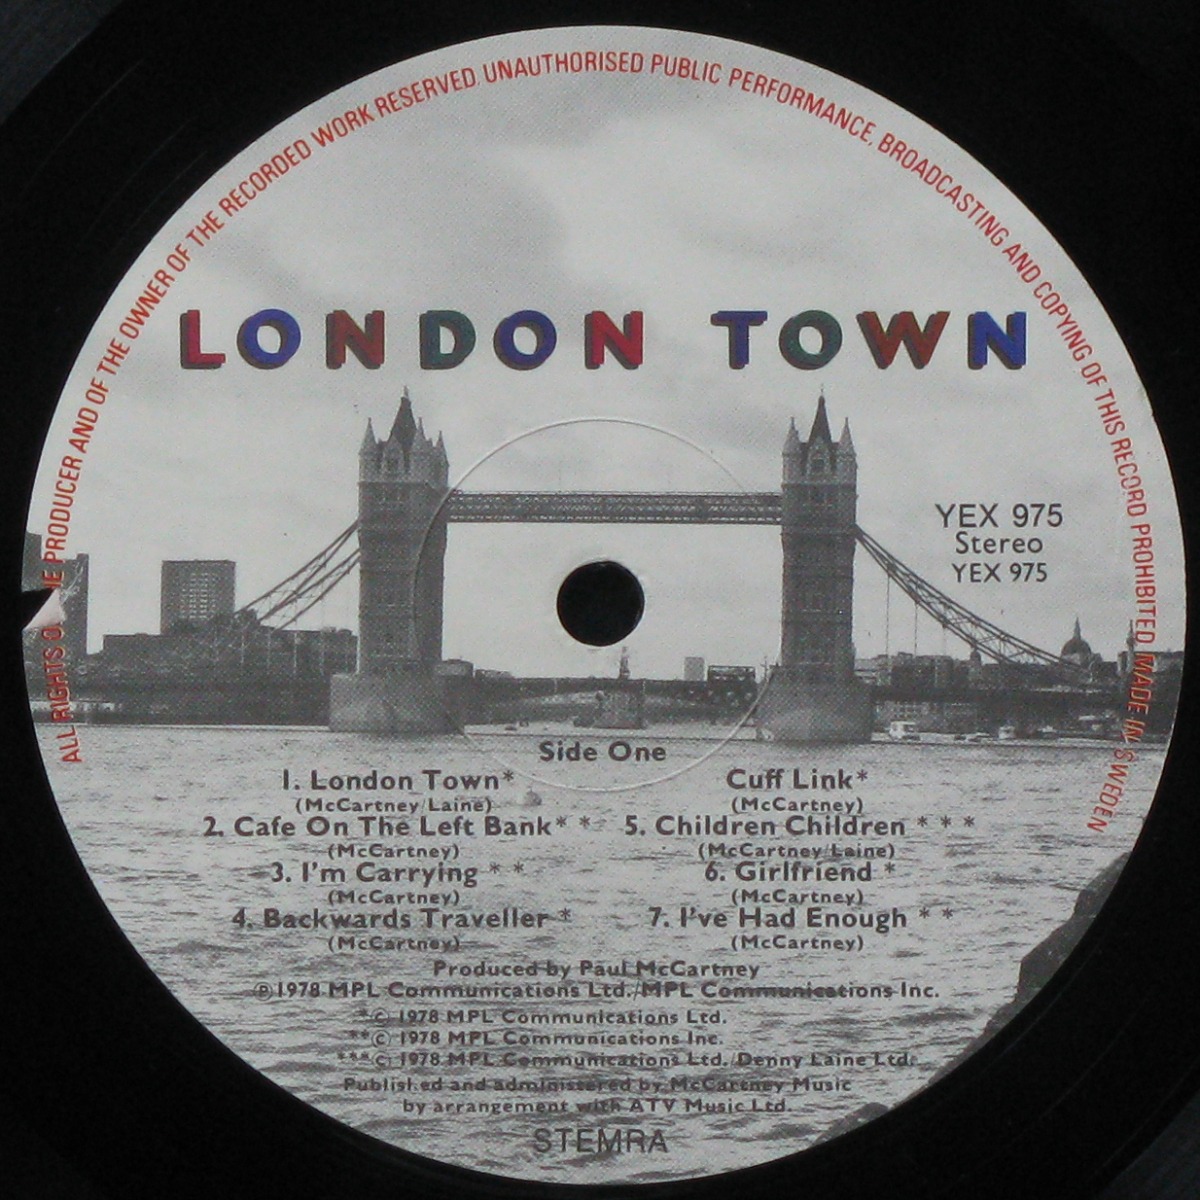 ALL RIGHTS OF THE PRODUCER AND OF THE OWNER OF THE RECORDED WORK RESERVED. UNAUTHORISED PUBLIC PERFORMANCE, BROADCASTING AND COPYING OF THIS RECORD PROHIBITED. MADE IN SWEDEN
LONDON TOWN
YEX 975
Stereo
YEX 975
Side One
1. London Town*
(McCartney/Laine)
2. Cafe On The Left Bank* *
(McCartney)
3. I'm Carrying * *
(McCartney)
4. Backwards Traveller *
(McCartney)
Cuff Link*
(McCartney)
5. Children Children * * *
(McCartney/Laine)
6. Girlfriend *
(McCartney)
7. I've Had Enough * *
(McCartney)
Produced by Paul McCartney
℗1978 MPL Communications Ltd./MPL Communications Inc.
*© 1978 MPL Communications Ltd.
**© 1978 MPL Communications Inc.
***© 1978 MPL Communications Ltd./Denny Laine Ltd.
Published and administered by McCartney Music
by arrangement with ATV Music Ltd.
STEMRA